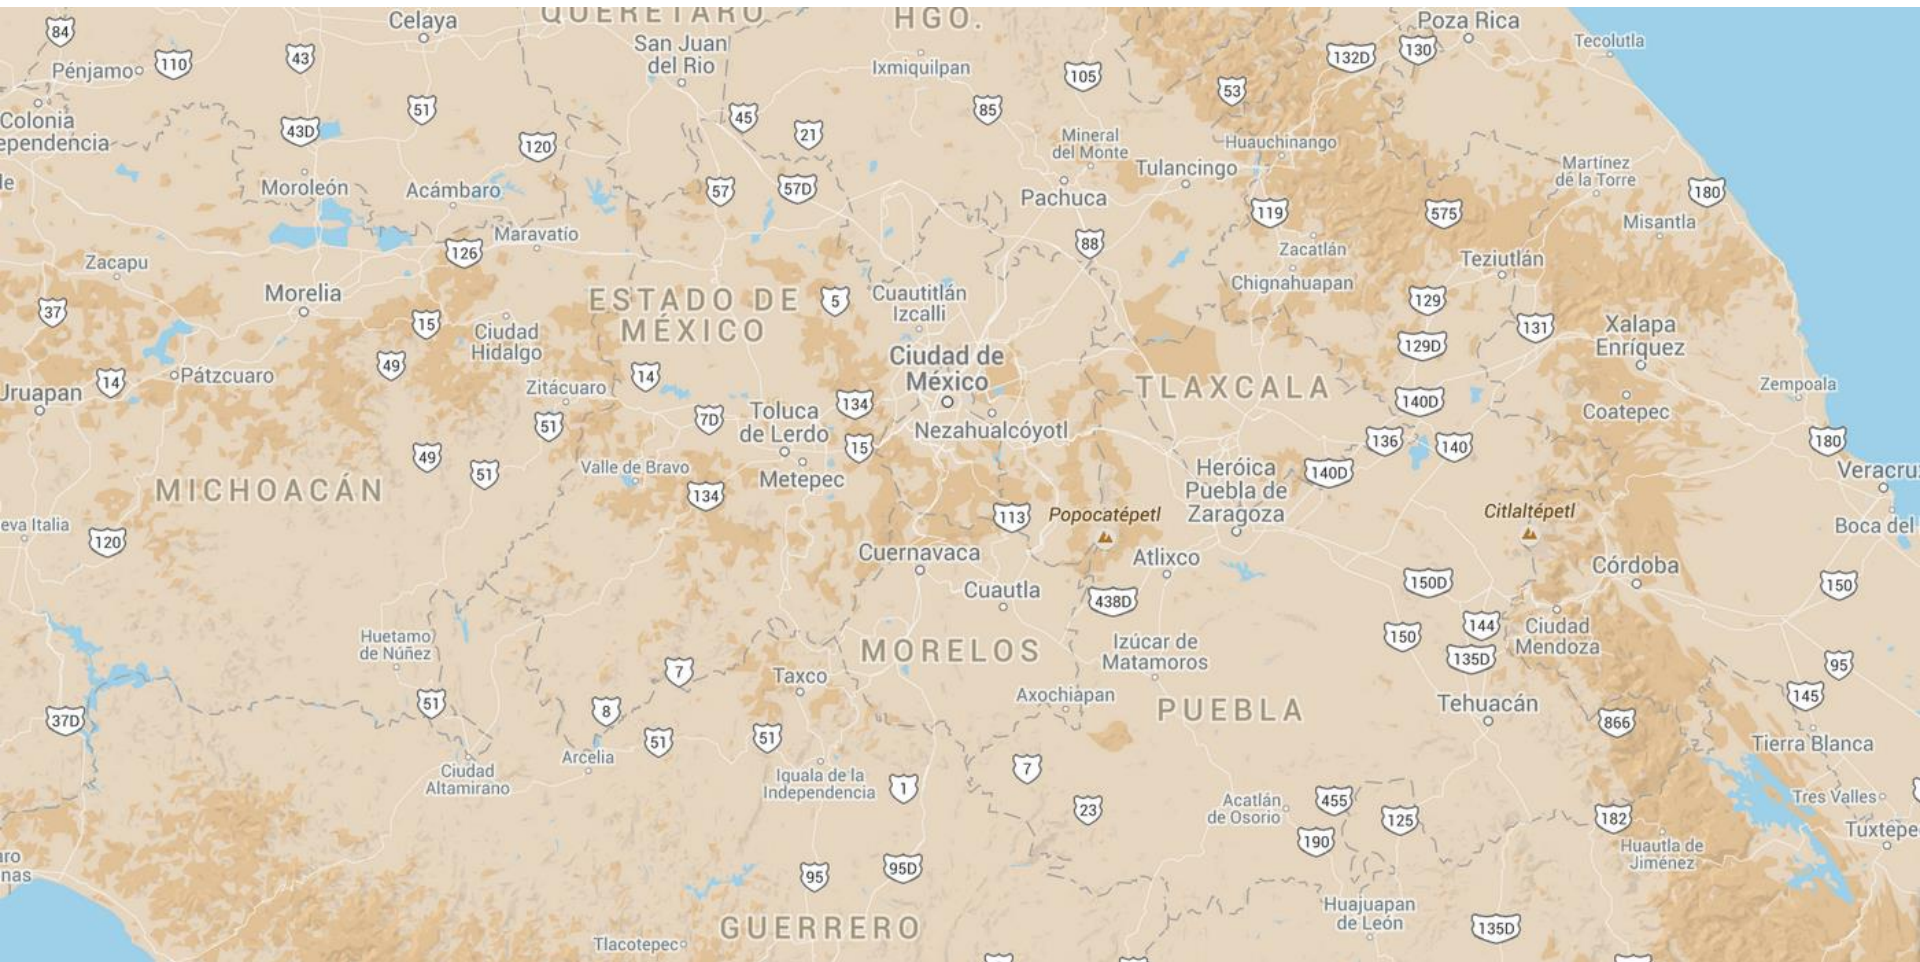 QUERÉTARO
HGO.
84
Celaya
Poza Rica
Pénjamo
110
43
San Juan
del Rio
Ixmiquilpan
105
132D
130
Tecolutla
53
Colonia
ependencia
43D
51
120
45
21
85
Mineral
del Monte
Huauchinango
Tulancingo
Martínez
de la Torre
Moroleón
Acámbaro
57
57D
Pachuca
119
575
180
Misantla
Maravatío
126
88
Zacatlán
Chignahuapan
Teziutlán
Zacapu
Morelia
37
15
Ciudad
Hidalgo
ESTADO DE
MÉXICO
5
Cuautitlán
Izcalli
129
129D
131
Xalapa
Enríquez
49
14
Pátzcuaro
Uruapan
Zitácuaro
14
Ciudad de
México
TLAXCALA
140D
Coatepec
Zempoala
51
7D
Toluca
de Lerdo
134
15
Nezahualcóyotl
136
140
180
49
51
Valle de Bravo
Metepec
134
Heróica
Puebla de
Zaragoza
140D
Veracruz
MICHOACÁN
eva Italia
120
113
Popocatépetl
Citlaltépetl
Boca del
Cuernavaca
Cuautla
Atlixco
438D
150D
Córdoba
150
Huetamo
de Núñez
MORELOS
Izúcar de
Matamoros
150
144
135D
Ciudad
Mendoza
95
7
Taxco
Axochiapan
PUEBLA
Tehuacán
145
37D
51
8
51
51
866
Tierra Blanca
Ciudad
Altamirano
Arcelia
Iguala de la
Independencia
1
7
23
Acatlán
de Osorio
455
190
125
182
Tres Valles
Tuxtepe
Huautla de
Jiménez
ro
nas
95
95D
GUERRERO
Tlacotepec
Huajuapan
de León
135D